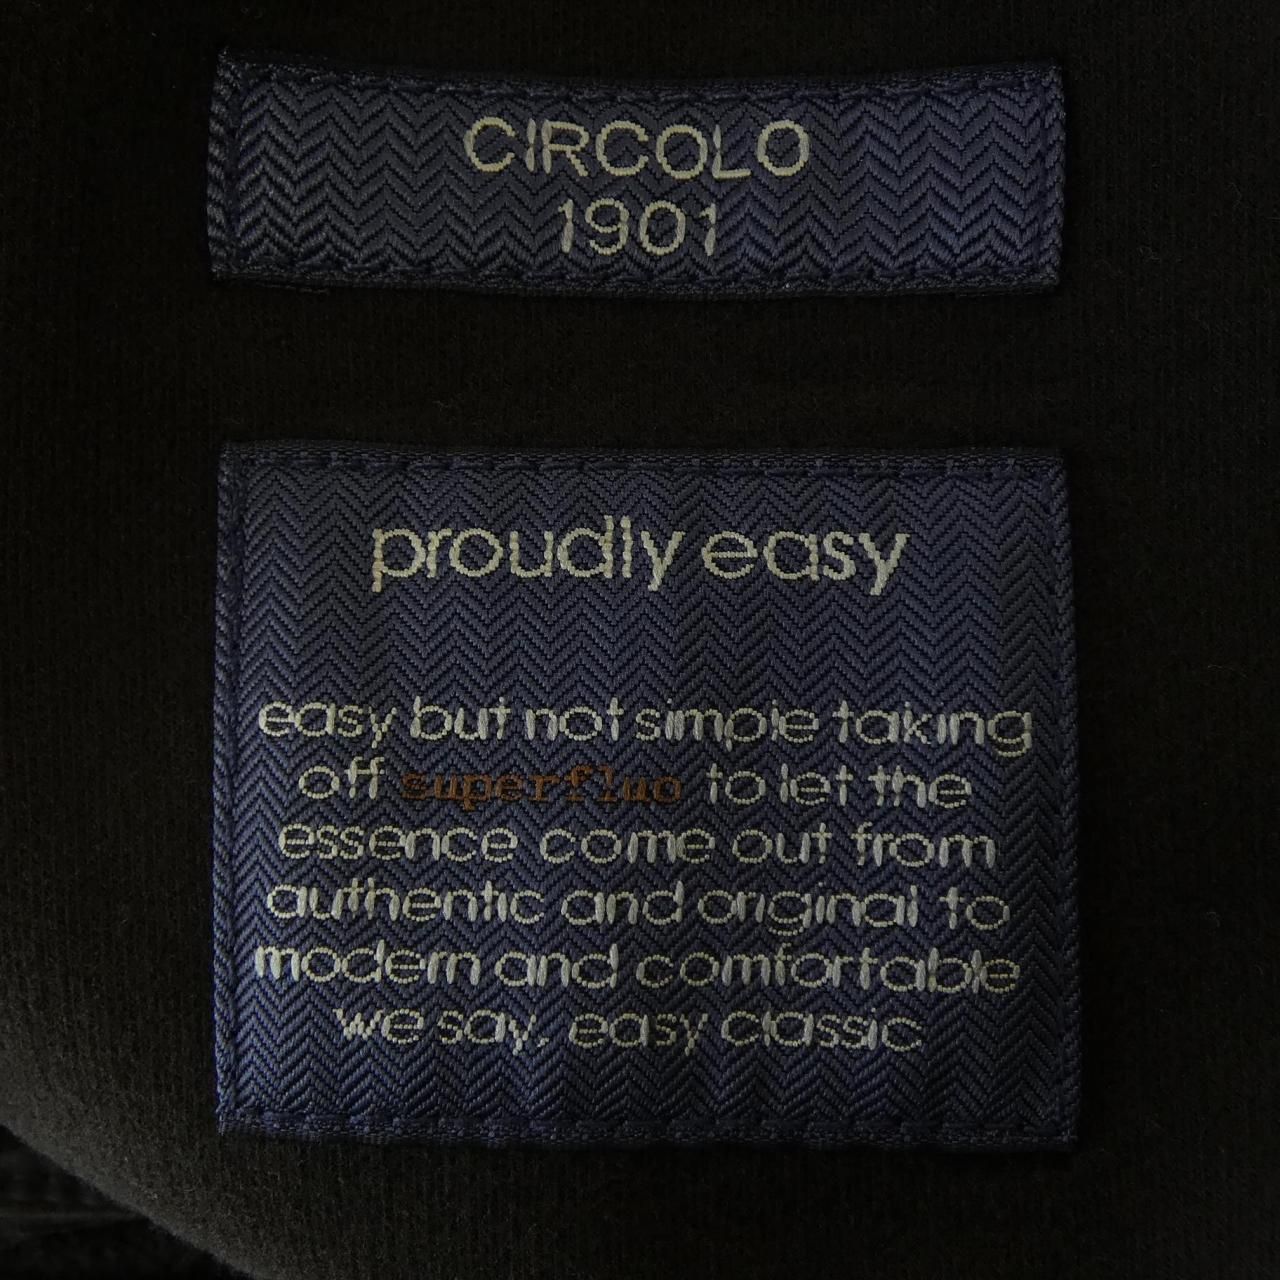 CIRCOLO
1901
proudly easy
easy but not simple taking
off superfluo to let the
essence come out from
authentic and original to
modern and comfortable
we say, easy classic